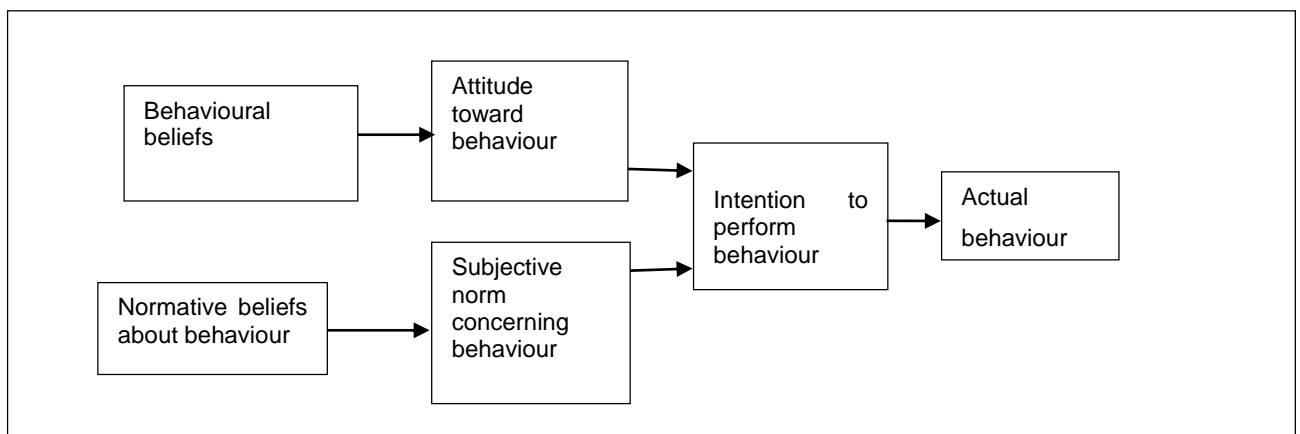 Behavioural
beliefs
Attitude
toward
behaviour
Intention to
perform
behaviour
Actual
behaviour
Normative beliefs
about behaviour
Subjective
norm
concerning
behaviour